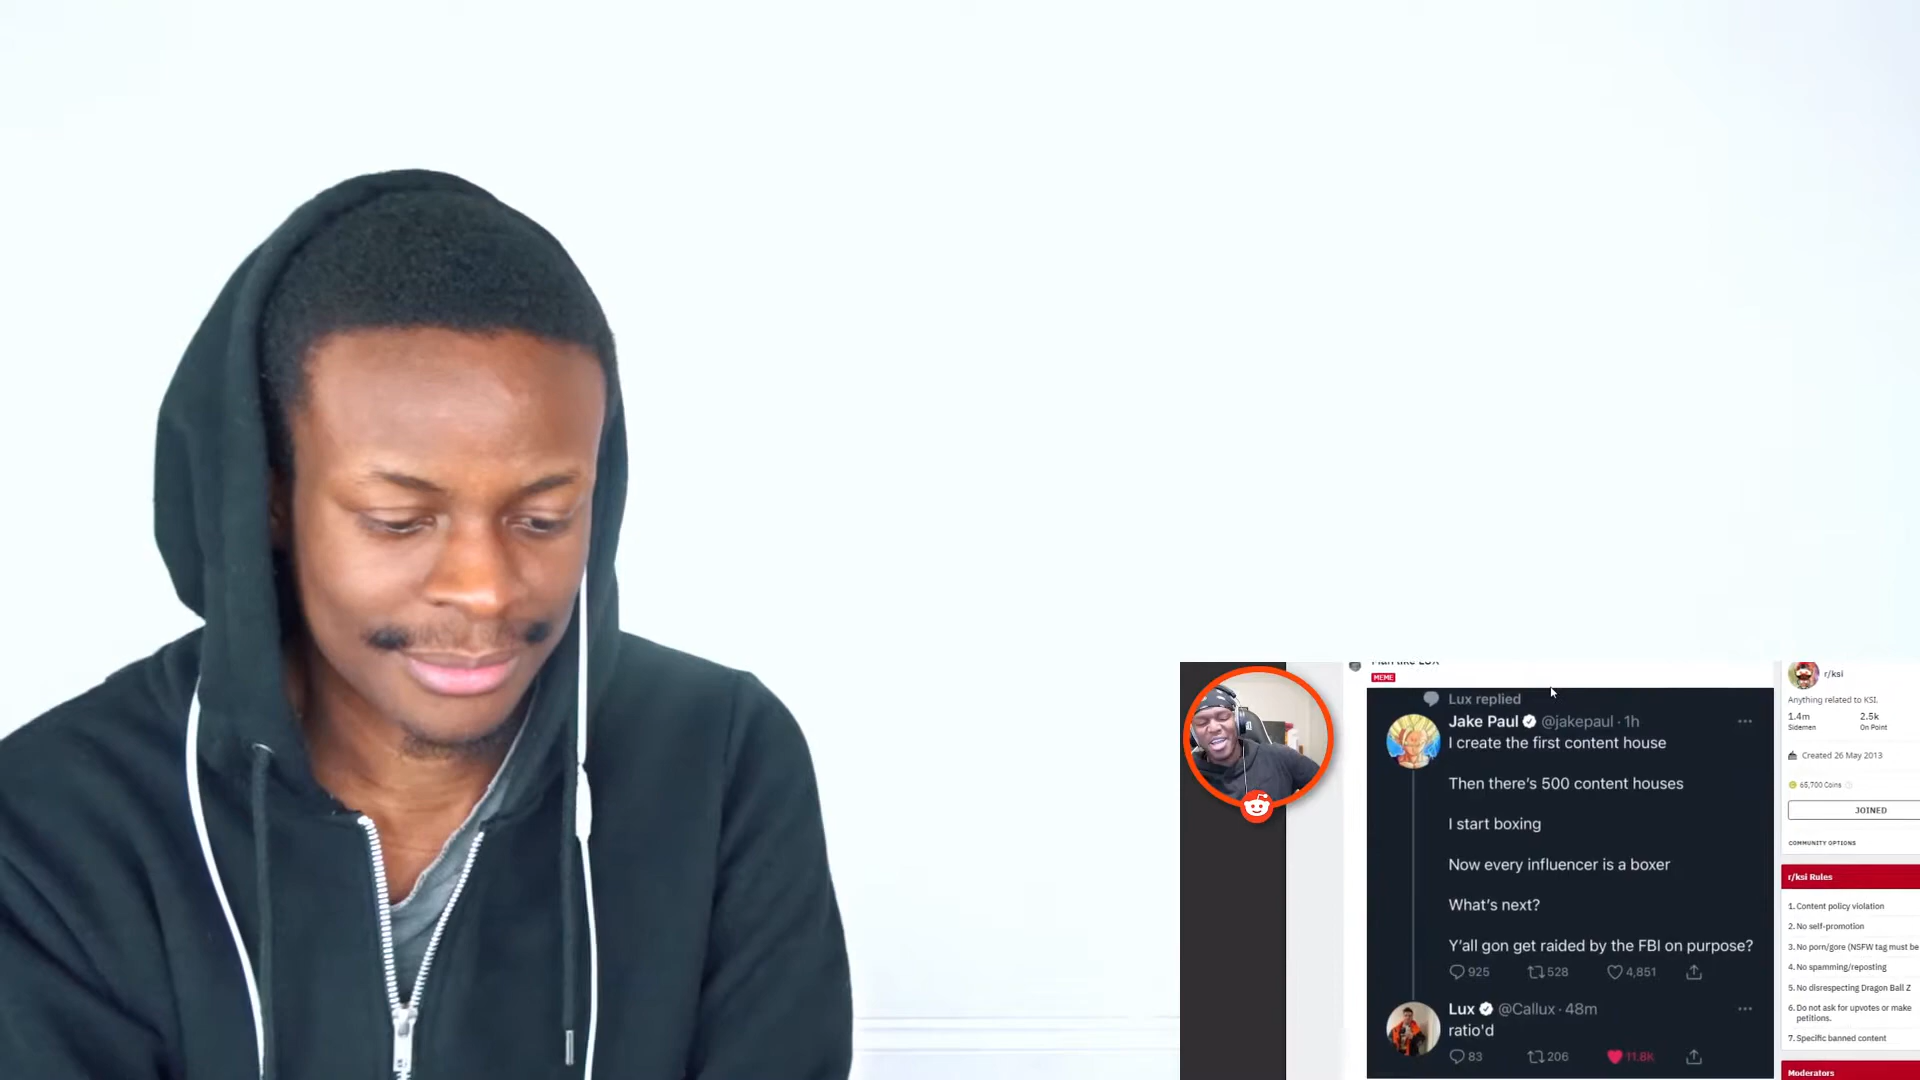 Man like LUX
MEME
Lux replied
Jake Paul @jakepaul · 1h
I create the first content house
Then there's 500 content houses
I start boxing
Now every influencer is a boxer
What's next?
Y'all gon get raided by the FBI on purpose?
925 528 4,851
Lux @Callux · 48m
ratio'd
83 206 11.8K
r/ksi
Anything related to KSI.
1.4m 2.5k
Sidemen On Point
Created 26 May 2013
65,700 Coins
JOINED
COMMUNITY OPTIONS
r/ksi Rules
1. Content policy violation
2. No self-promotion
3. No porn/gore (NSFW tag must be
4. No spamming/reposting
5. No disrespecting Dragon Ball Z
6. Do not ask for upvotes or make
petitions.
7. Specific banned content
Moderators